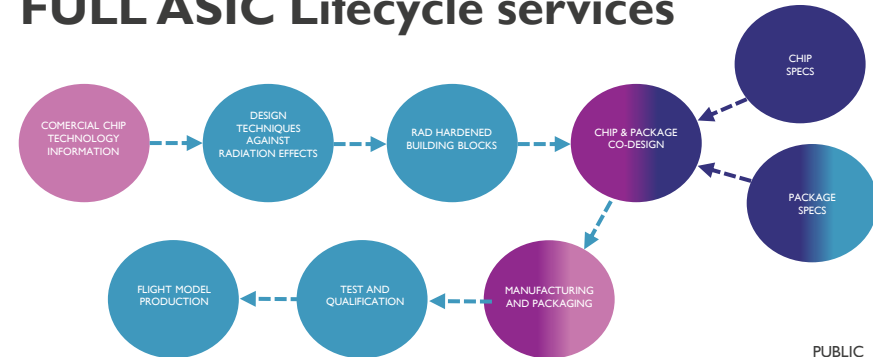 FULL ASIC Lifecycle services
CHIP
SPECS
COMERCIAL CHIP
TECHNOLOGY
INFORMATION
DESIGN
TECHNIQUES
AGAINST
RADIATION EFFECTS
RAD HARDENED
BUILDING BLOCKS
CHIP & PACKAGE
CO-DESIGN
PACKAGE
SPECS
FLIGHT MODEL
PRODUCTION
TEST AND
QUALIFICATION
MANUFACTURING
AND PACKAGING
PUBLIC